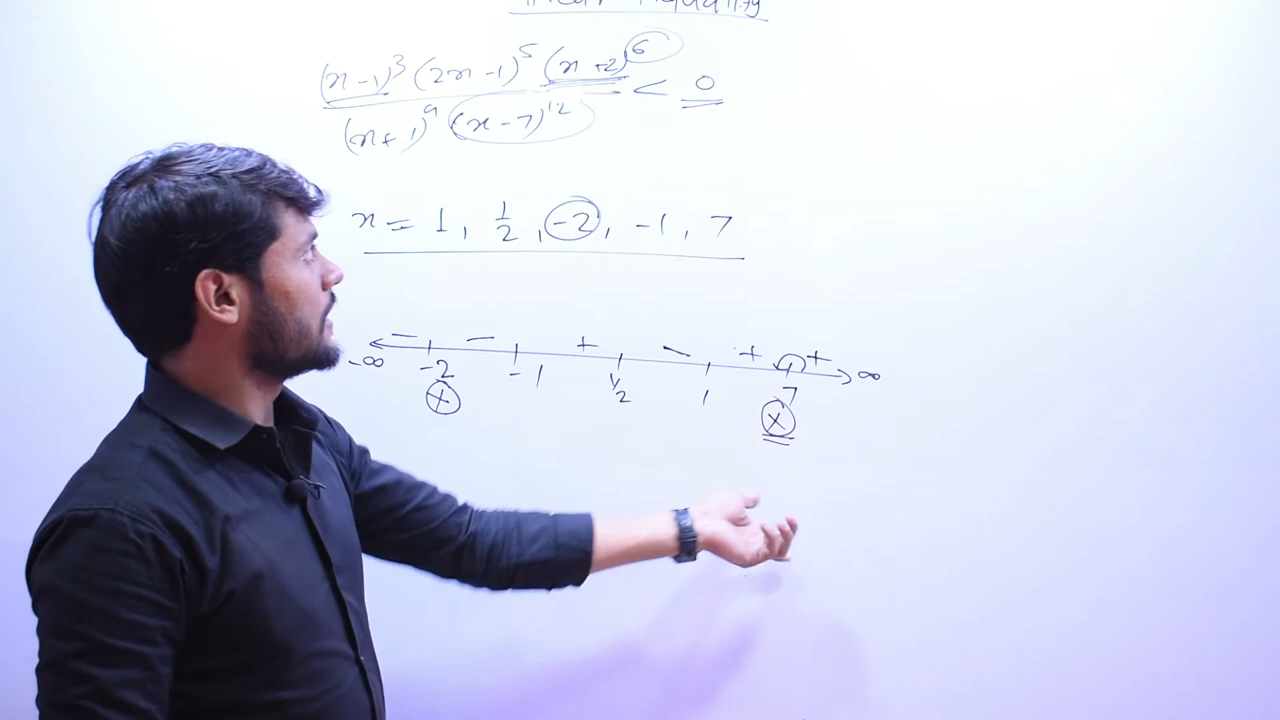 (x-1)³ (2x-1)⁵ (x+2)⁶ < 0
(x+1)⁹ (x-7)¹²
x = 1, 1/2, -2, -1, 7
- - + - + +
-∞ -2 -1 1/2 1 7 ∞
x x